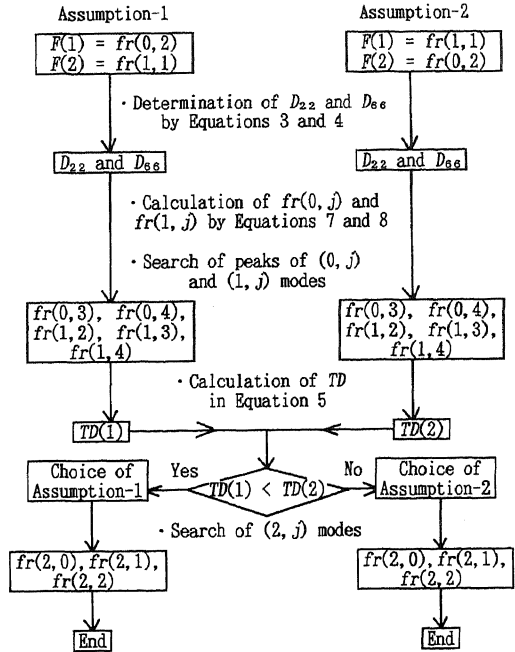 Assumption-1
Assumption-2
F(1) = fr(0,2)
F(2) = fr(1,1)
F(1) = fr(1,1)
F(2) = fr(0,2)
・Determination of D₂₂ and D₆₆
by Equations 3 and 4
D₂₂ and D₆₆
D₂₂ and D₆₆
・Calculation of fr(0,j) and
fr(1,j) by Equations 7 and 8
・Search of peaks of (0,j)
and (1,j) modes
fr(0,3), fr(0,4),
fr(1,2), fr(1,3),
fr(1,4)
fr(0,3), fr(0,4),
fr(1,2), fr(1,3),
fr(1,4)
・Calculation of TD
in Equation 5
TD(1)
TD(2)
Choice of
Assumption-1
Yes
TD(1) < TD(2)
No
Choice of
Assumption-2
・Search of (2,j) modes
fr(2,0), fr(2,1),
fr(2,2)
fr(2,0), fr(2,1),
fr(2,2)
End
End